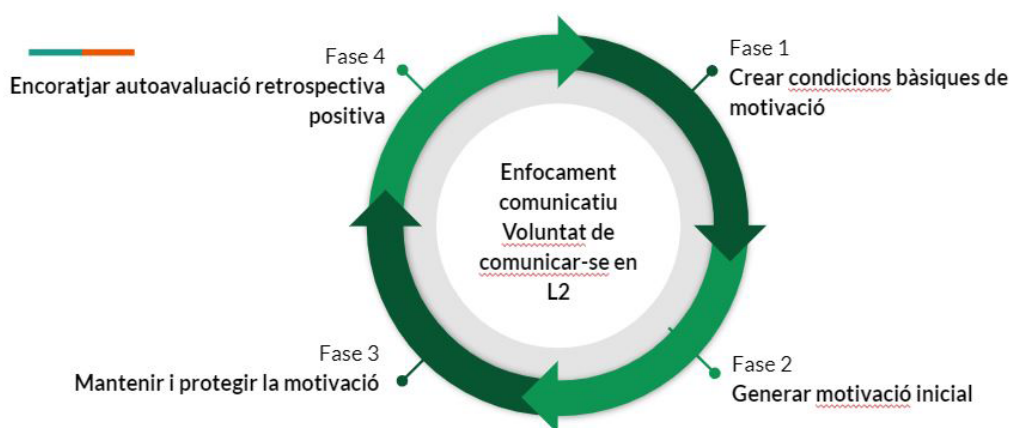 Fase 4
Encoratjar autoavaluació retrospectiva
positiva
Fase 1
Crear condicions bàsiques de
motivació
Enfocament
comunicatiu
Voluntat de
comunicar-se en
L2
Fase 3
Mantenir i protegir la motivació
Fase 2
Generar motivació inicial